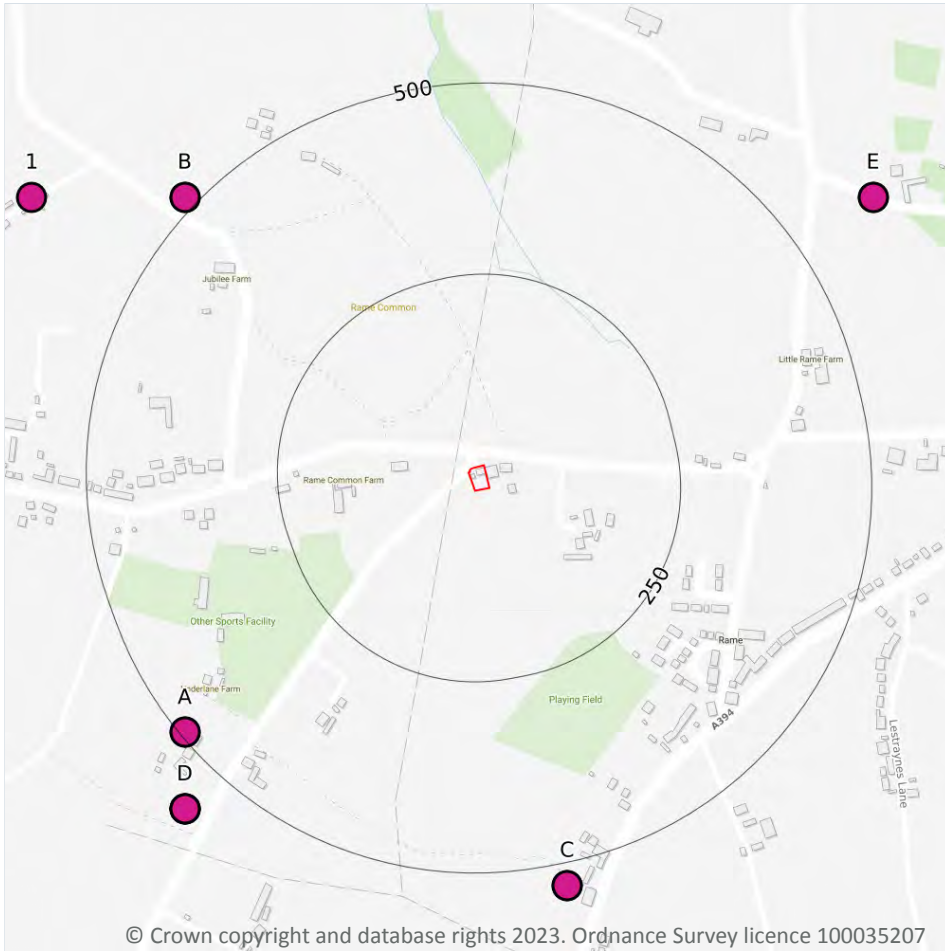 500
1
B
E
Jubilee Farm
Rame Common
Little Rame Farm
Rame Common Farm
250
Other Sports Facility
Rame
A
Playing Field
A394
Lestraynes Lane
D
C
© Crown copyright and database rights 2023. Ordnance Survey licence 100035207